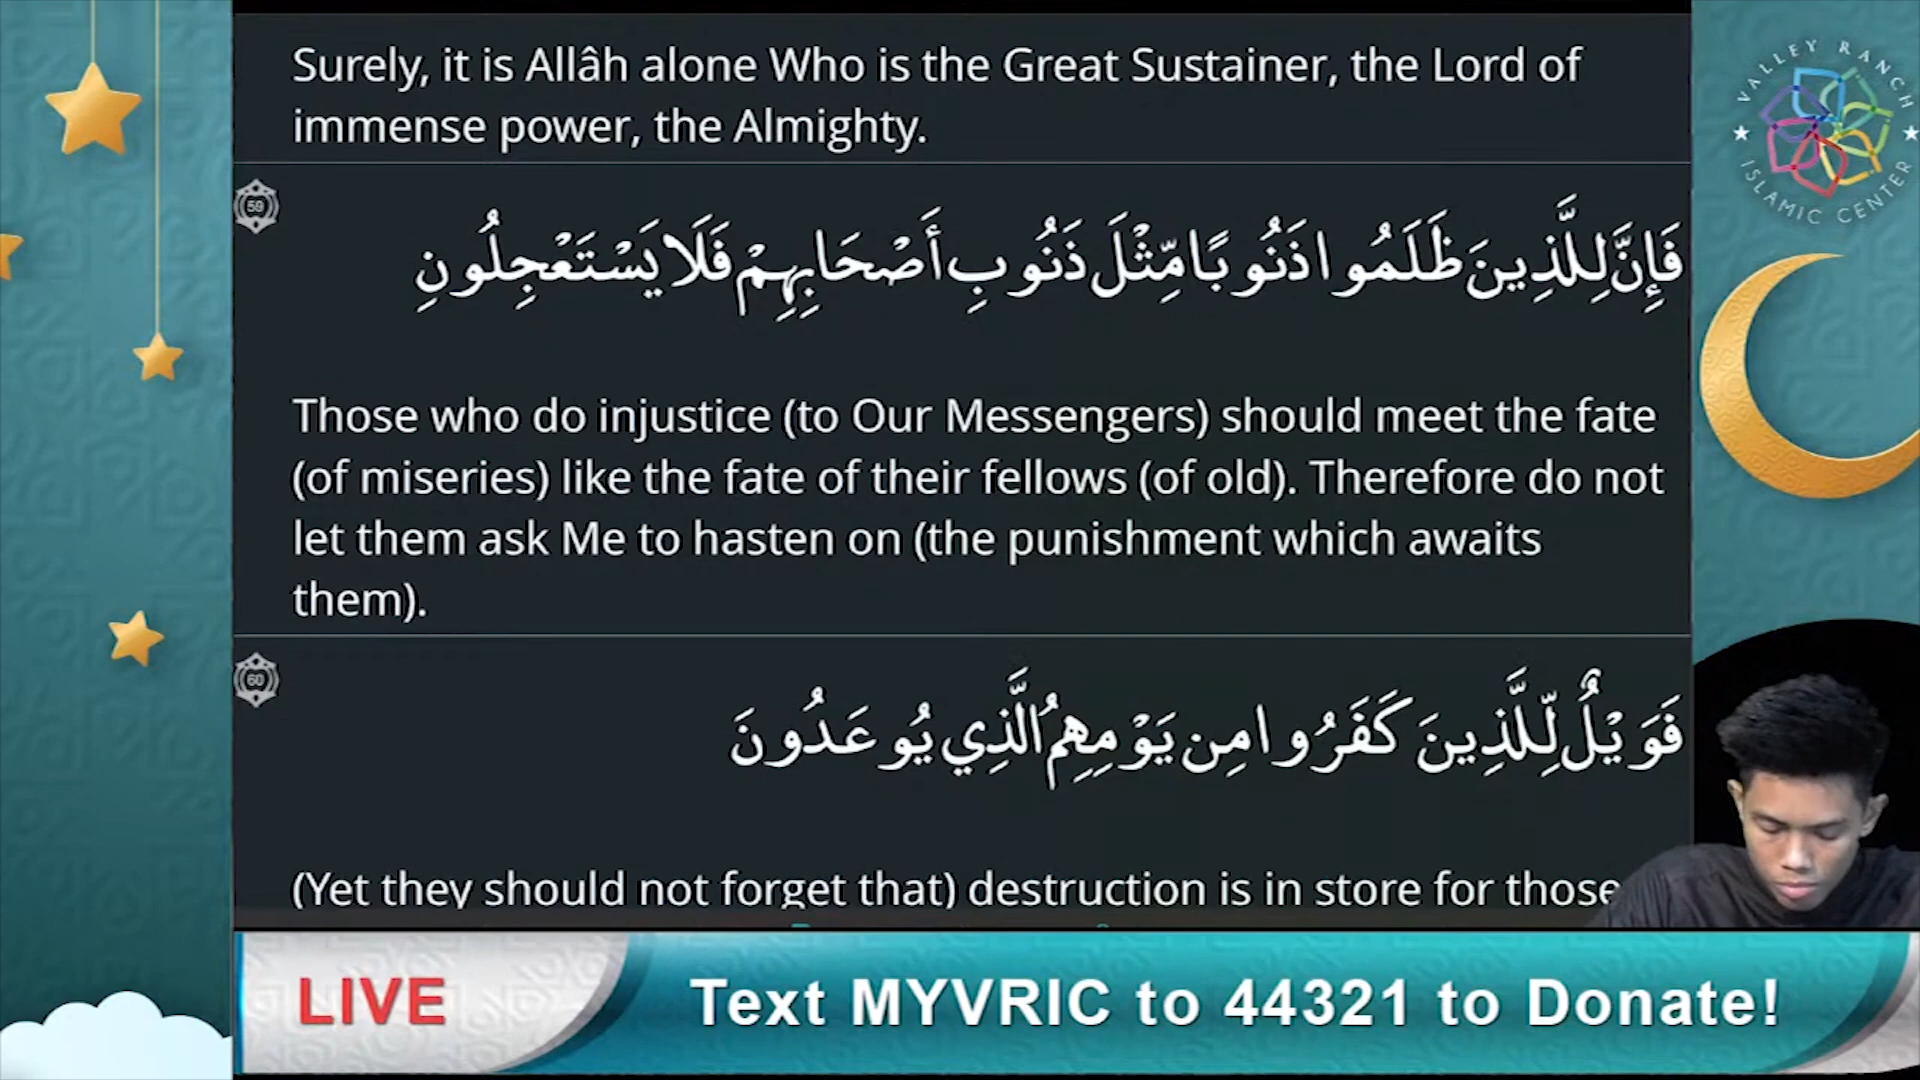 Surely, it is Allâh alone Who is the Great Sustainer, the Lord of
immense power, the Almighty.
59
فَإِنَّ لِلَّذِينَ ظَلَمُوا ذَنُوبًا مِّثْلَ ذَنُوبِ أَصْحَابِهِمْ فَلَا يَسْتَعْجِلُونِ
Those who do injustice (to Our Messengers) should meet the fate
(of miseries) like the fate of their fellows (of old). Therefore do not
let them ask Me to hasten on (the punishment which awaits
them).
60
فَوَيْلٌ لِّلَّذِينَ كَفَرُوا مِن يَوْمِهِمُ الَّذِي يُوعَدُونَ
(Yet they should not forget that) destruction is in store for those
VALLEY RANCH
ISLAMIC CENTER
LIVE
Text MYVRIC to 44321 to Donate!